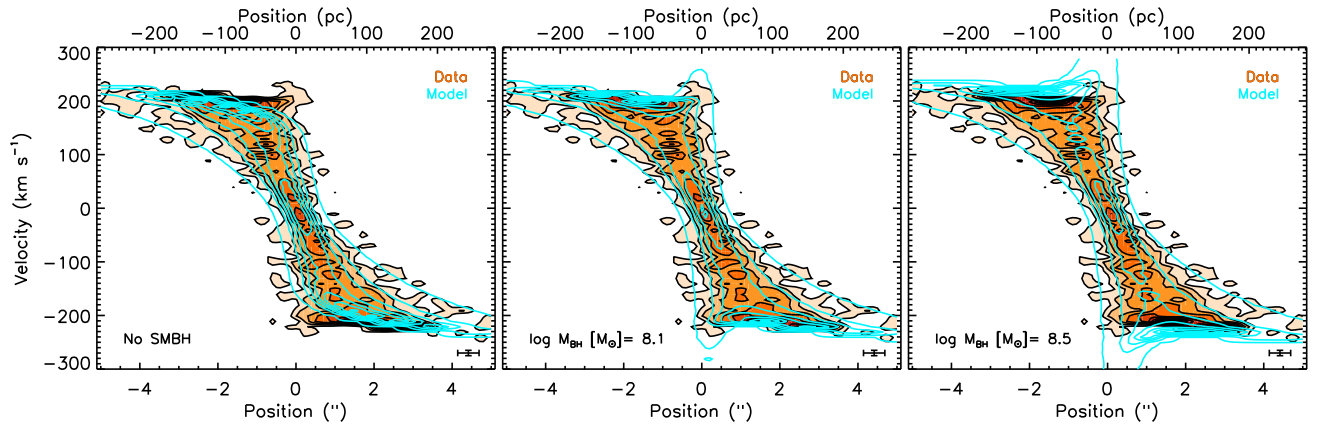 Position (pc) Position (pc) Position (pc)
−200 −100 0 100 200 −200 −100 0 100 200 −200 −100 0 100 200
300
200
100
0
−100
−200
−300
Velocity (km s⁻¹)
Data
Model
No SMBH
Data
Model
log M_BH [M_⊙]= 8.1
Data
Model
log M_BH [M_⊙]= 8.5
−4 −2 0 2 4 −4 −2 0 2 4 −4 −2 0 2 4
Position (") Position (") Position (")